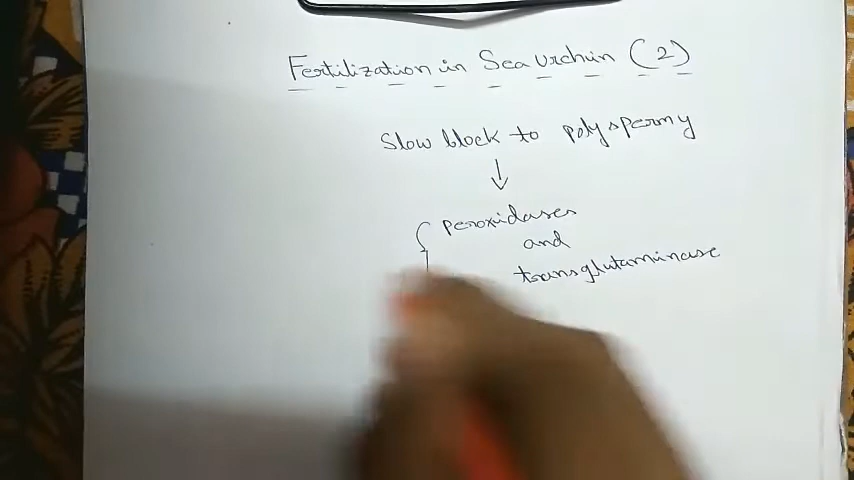 Fertilization in Sea urchin (2)
Slow block to polyspermy
peroxidases
and
transglutaminase